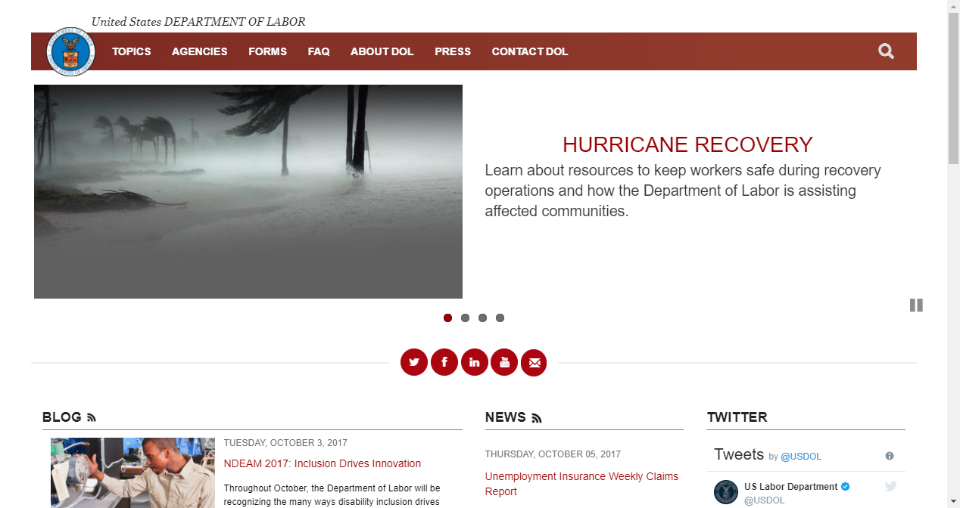 United States DEPARTMENT OF LABOR
TOPICS AGENCIES FORMS FAQ ABOUT DOL PRESS CONTACT DOL
HURRICANE RECOVERY
Learn about resources to keep workers safe during recovery
operations and how the Department of Labor is assisting
affected communities.
BLOG
TUESDAY, OCTOBER 3, 2017
NDEAM 2017: Inclusion Drives Innovation
Throughout October, the Department of Labor will be
recognizing the many ways disability inclusion drives
NEWS
THURSDAY, OCTOBER 05, 2017
Unemployment Insurance Weekly Claims
Report
TWITTER
Tweets by @USDOL
US Labor Department
@USDOL